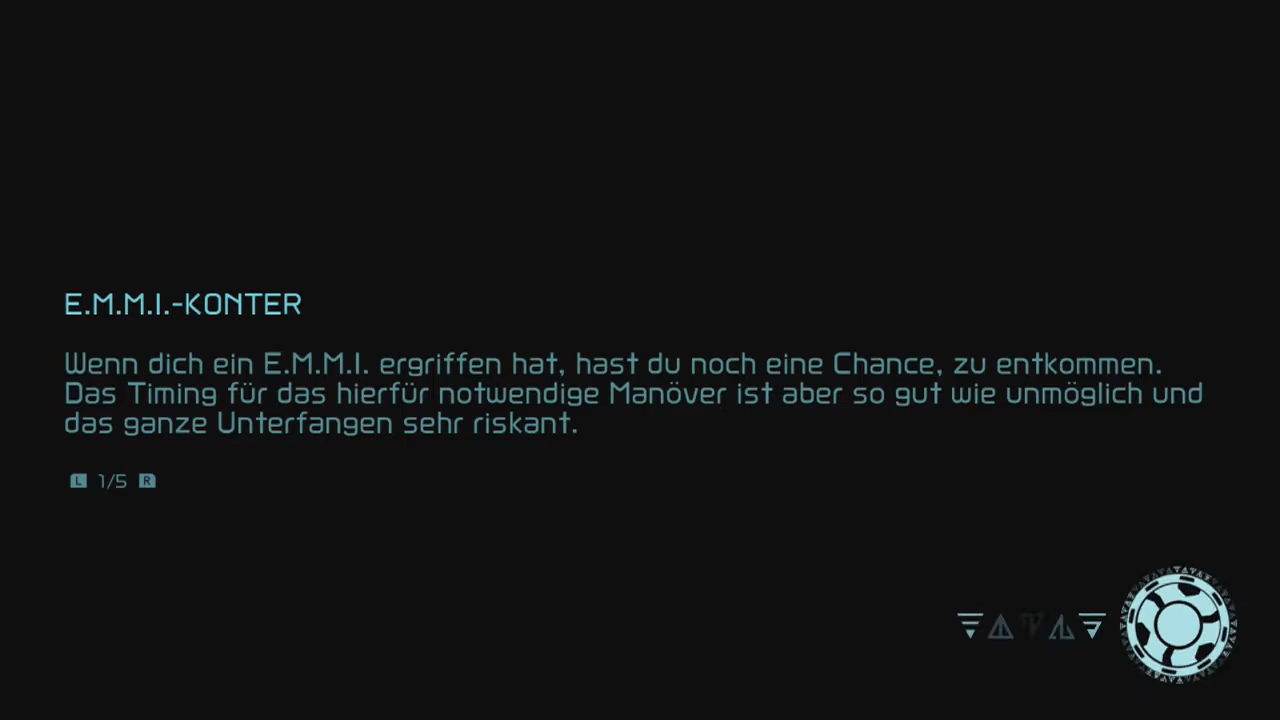 E.M.M.I.-KONTER
Wenn dich ein E.M.M.I. ergriffen hat, hast du noch eine Chance, zu entkommen.
Das Timing für das hierfür notwendige Manöver ist aber so gut wie unmöglich und
das ganze Unterfangen sehr riskant.
L 1/5 R